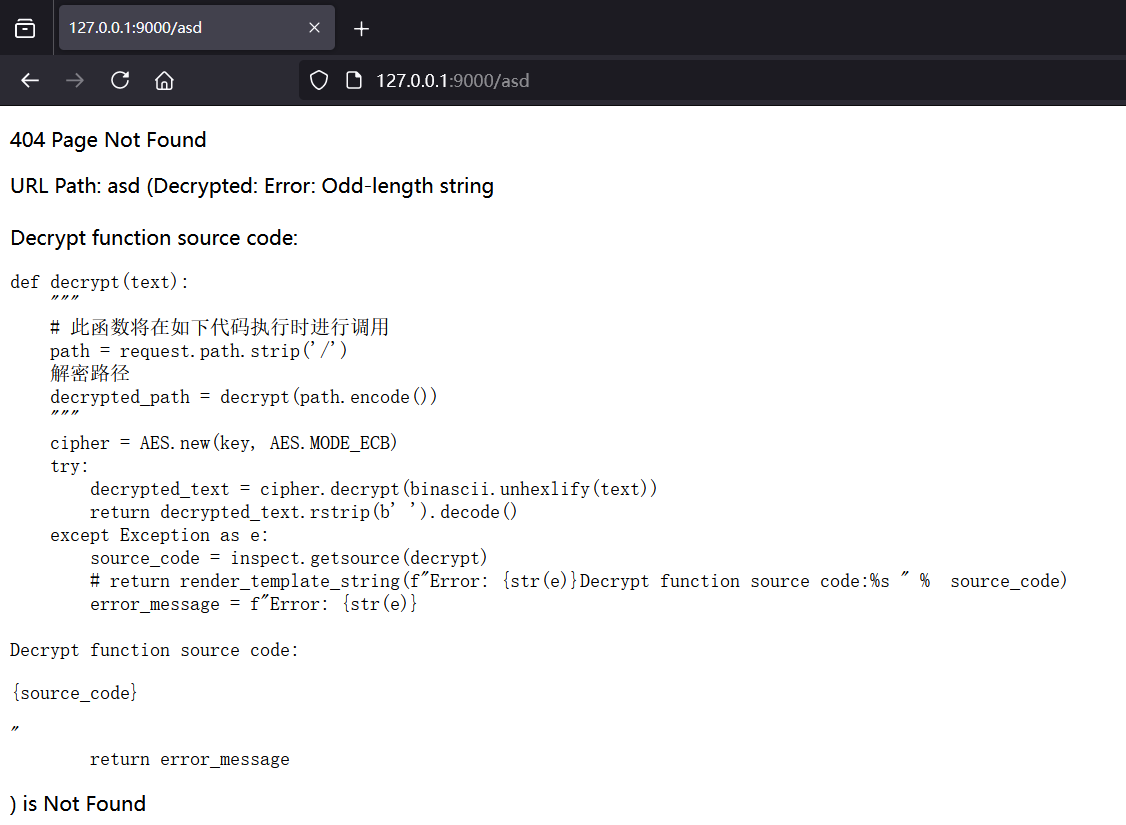 127.0.0.1:9000/asd
127.0.0.1:9000/asd
404 Page Not Found
URL Path: asd (Decrypted: Error: Odd-length string
Decrypt function source code:
def decrypt(text):
    """
    # 此函数将在如下代码执行时进行调用
    path = request.path.strip('/')
    解密路径
    decrypted_path = decrypt(path.encode())
    """
    cipher = AES.new(key, AES.MODE_ECB)
    try:
        decrypted_text = cipher.decrypt(binascii.unhexlify(text))
        return decrypted_text.rstrip(b' ').decode()
    except Exception as e:
        source_code = inspect.getsource(decrypt)
        # return render_template_string(f"Error: {str(e)}Decrypt function source code:%s " %  source_code)
        error_message = f"Error: {str(e)}
Decrypt function source code:
{source_code}
"
        return error_message
) is Not Found